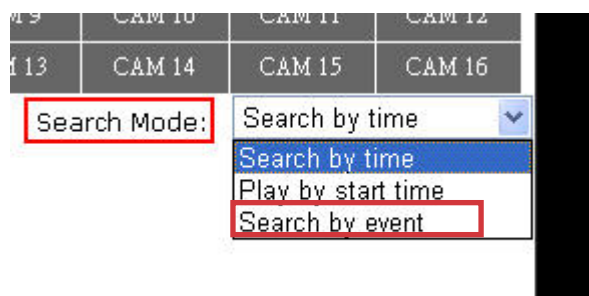 CAM 10 CAM 11 CAM 12
13 CAM 14 CAM 15 CAM 16
Search Mode: Search by time
Search by time
Play by start time
Search by event